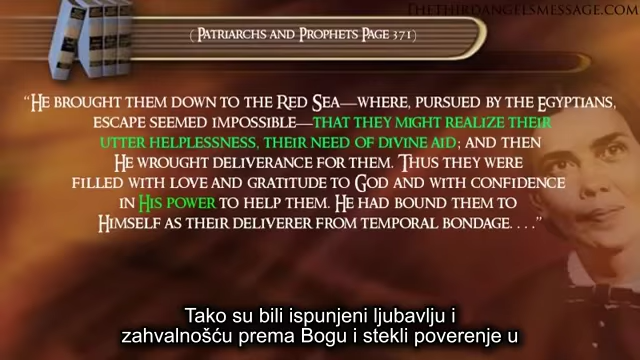 TheThirdAngelsMessage.com
( Patriarchs and Prophets Page 371)
“He brought them down to the Red Sea—where, pursued by the Egyptians,
escape seemed impossible—that they might realize their
utter helplessness, their need of divine aid; and then
He wrought deliverance for them. Thus they were
filled with love and gratitude to God and with confidence
in His power to help them. He had bound them to
Himself as their deliverer from temporal bondage. . . .”
Tako su bili ispunjeni ljubavlju i
zahvalnošću prema Bogu i stekli poverenje u